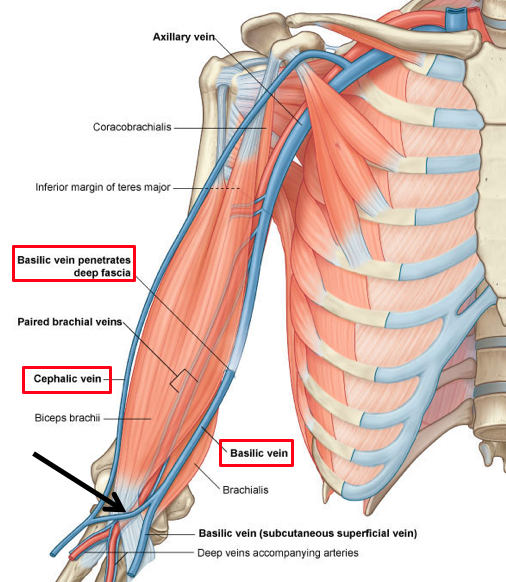 Axillary vein
Coracobrachialis
Inferior margin of teres major
Basilic vein penetrates
deep fascia
Paired brachial veins
Cephalic vein
Biceps brachii
Basilic vein
Brachialis
Basilic vein (subcutaneous superficial vein)
Deep veins accompanying arteries